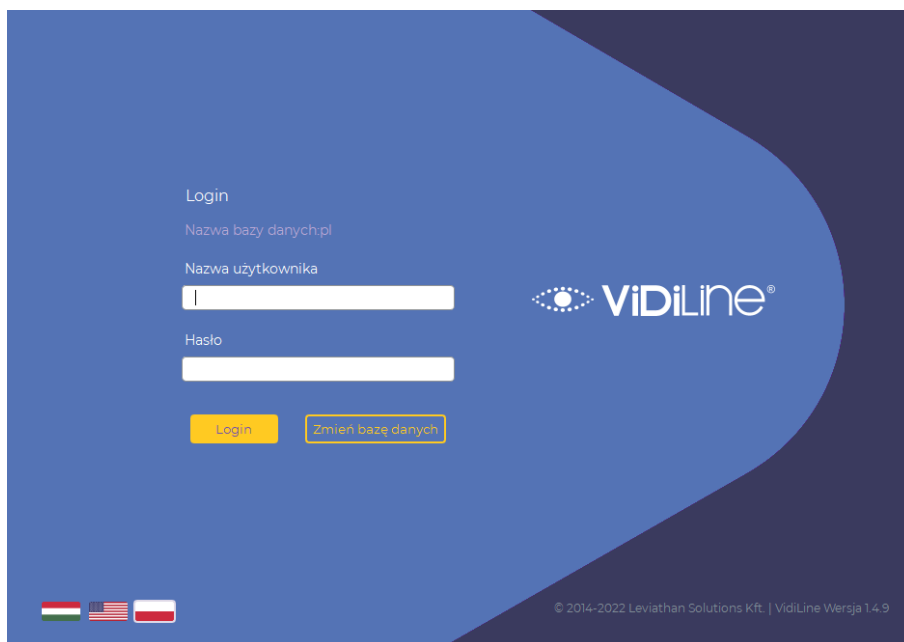 Login
Nazwa bazy danych:pl
Nazwa użytkownika
Hasło
Login
Zmień bazę danych
ViDiLine®
© 2014-2022 Leviathan Solutions Kft. | VidiLine Wersja 1.4.9